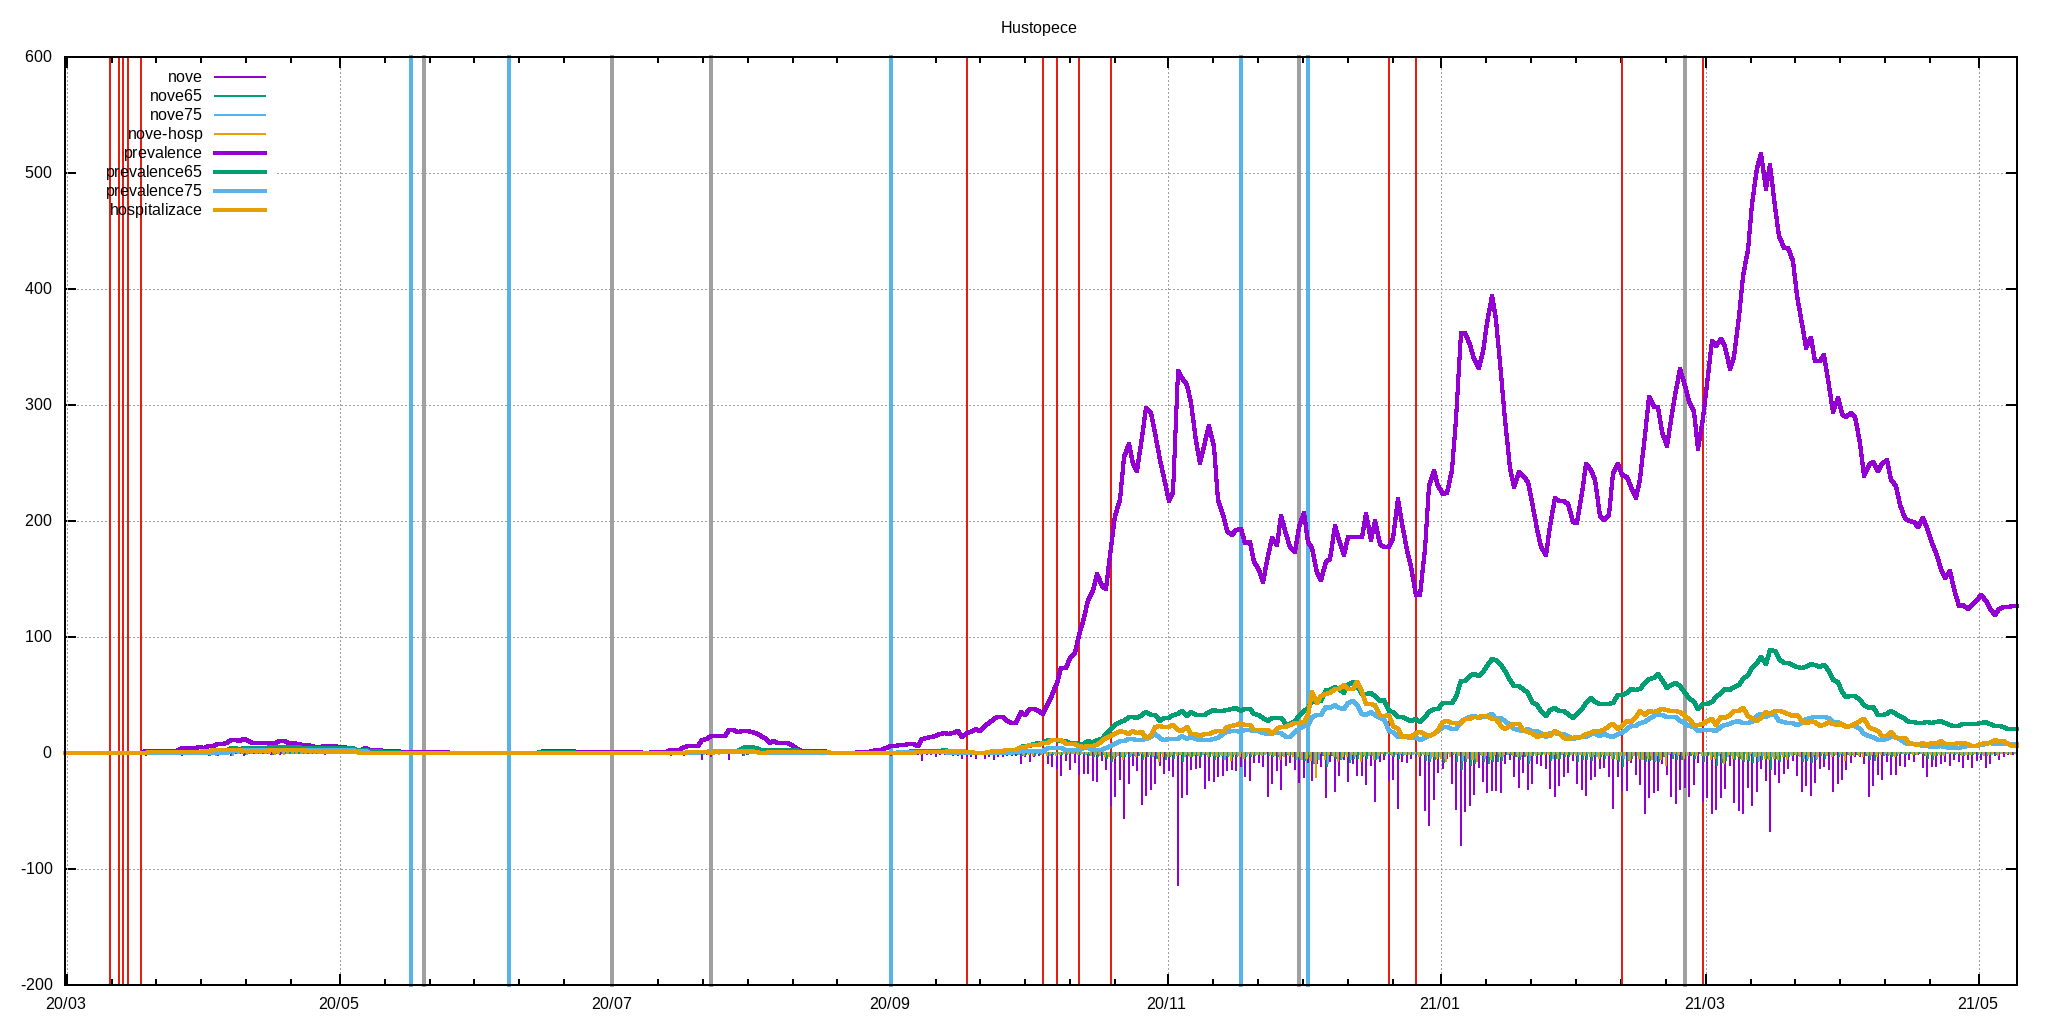 Hustopece
600
500
400
300
200
100
0
-100
-200
nove
nove65
nove75
nove-hosp
prevalence
prevalence65
prevalence75
hospitalizace
20/03 20/05 20/07 20/09 20/11 21/01 21/03 21/05